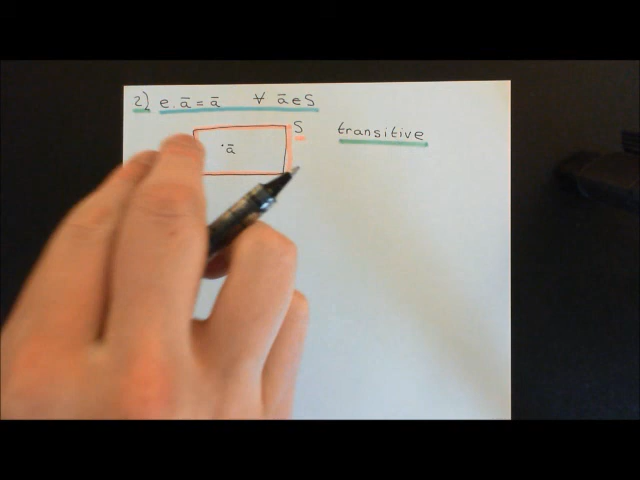 2) e.ā = ā ∀ ā ∈ S
S
transitive
ā